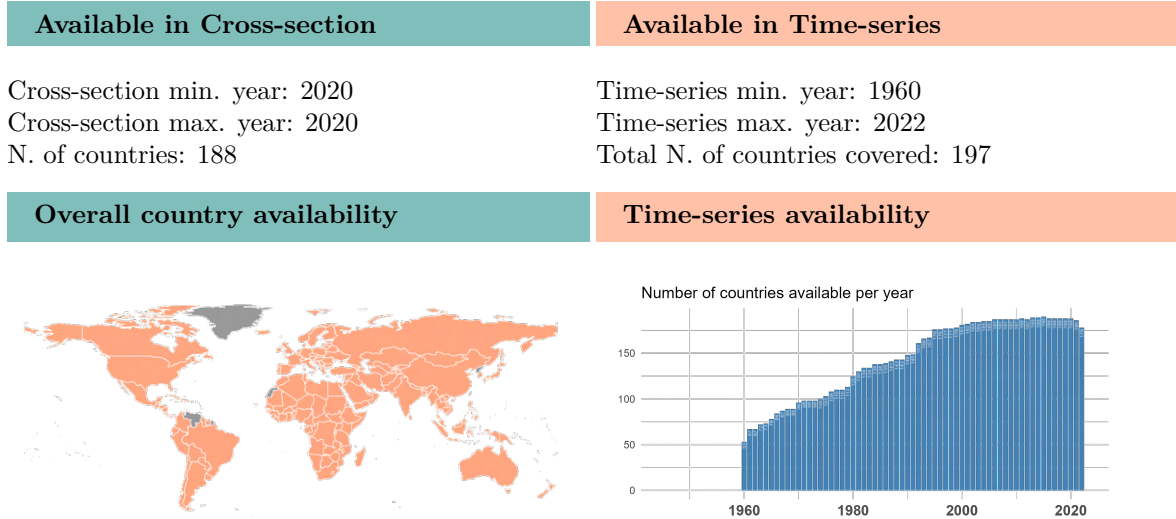 Available in Cross-section
Available in Time-series
Cross-section min. year: 2020
Cross-section max. year: 2020
N. of countries: 188
Time-series min. year: 1960
Time-series max. year: 2022
Total N. of countries covered: 197
Overall country availability
Time-series availability
Number of countries available per year
150
100
50
0
1960 1980 2000 2020